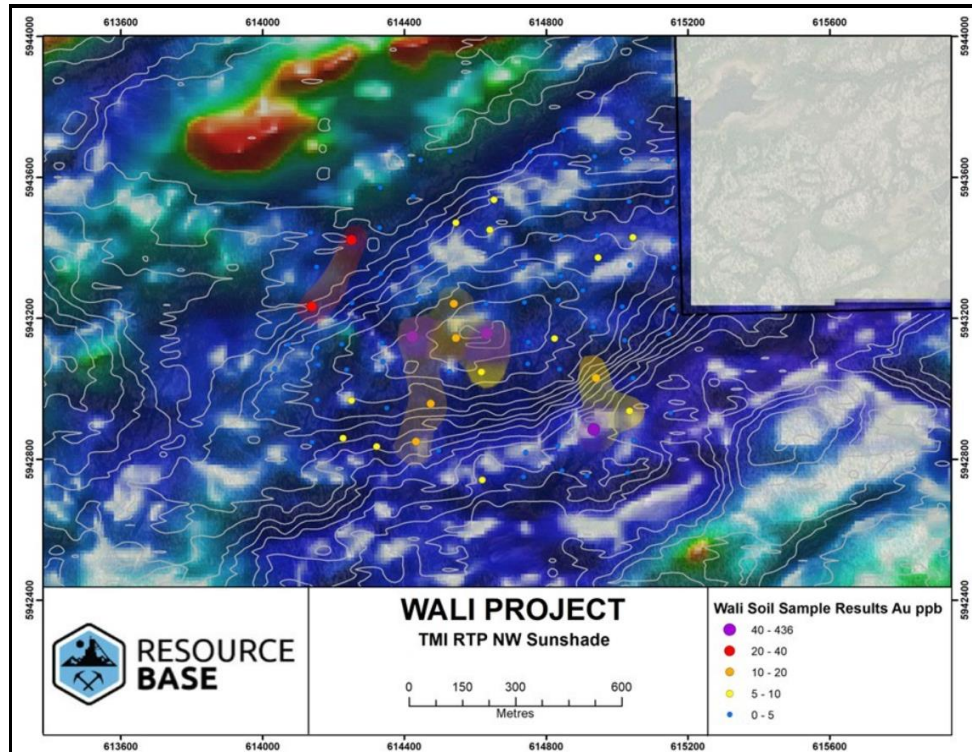 613600 614000 614400 614800 615200 615600
5944000 5944000
5943600 5943600
5943200 5943200
5942800 5942800
5942400 5942400
WALI PROJECT
TMI RTP NW Sunshade
RESOURCE
BASE
0 150 300 600
Metres
Wali Soil Sample Results Au ppb
40 - 436
20 - 40
10 - 20
5 - 10
0 - 5
613600 614000 614400 614800 615200 615600